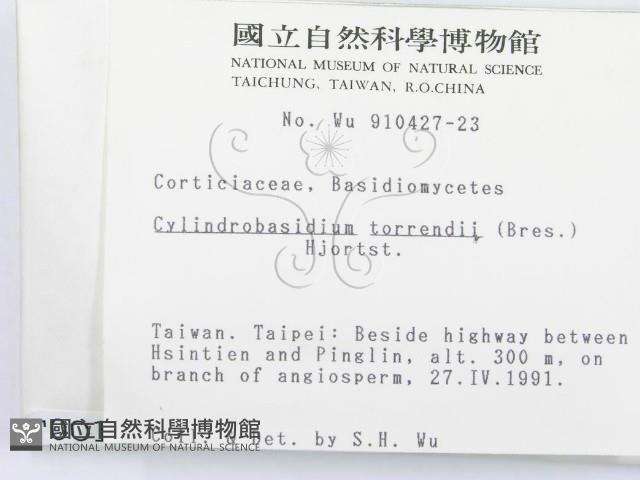 國立自然科學博物館
NATIONAL MUSEUM OF NATURAL SCIENCE
TAICHUNG, TAIWAN, R.O.CHINA
No. Wu 910427-23
Corticiaceae, Basidiomycetes
Cylindrobasidium torrendii (Bres.)
Hjortst.
Taiwan. Taipei: Beside highway between
Hsintien and Pinglin, alt. 300 m, on
branch of angiosperm, 27.IV.1991.
Coll. & Det. by S.H. Wu
國立自然科學博物館
NATIONAL MUSEUM OF NATURAL SCIENCE